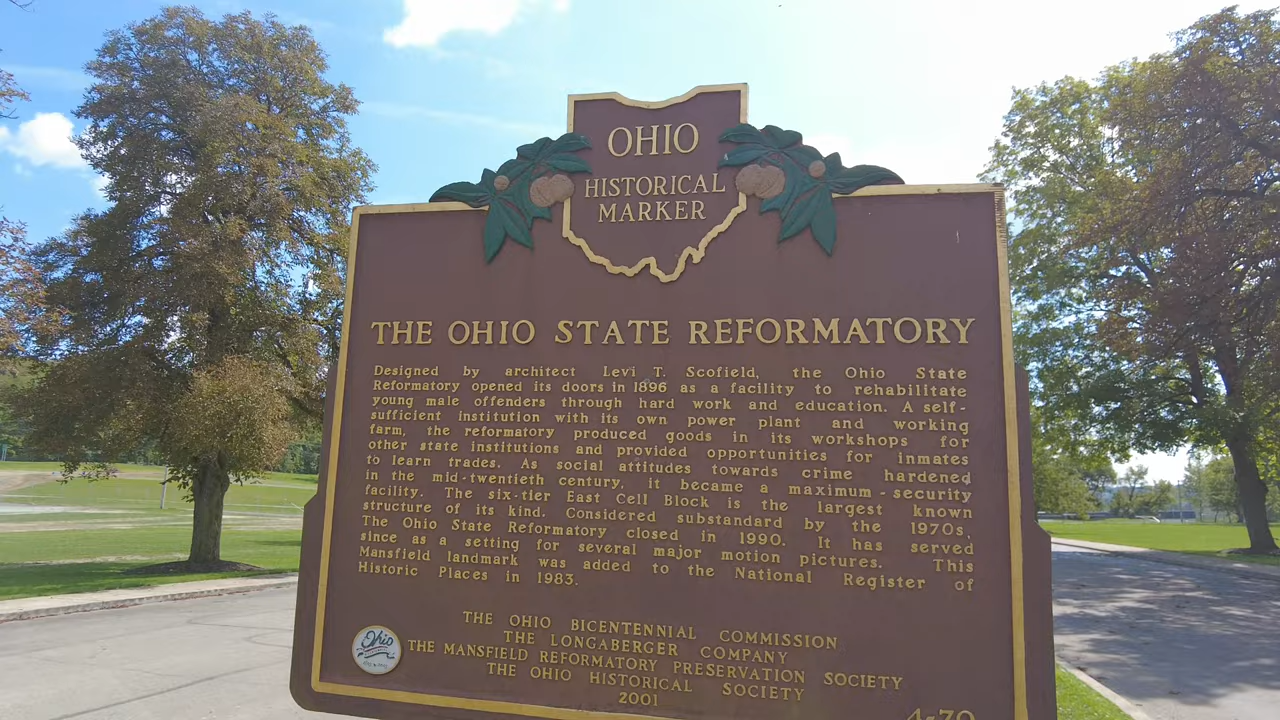 OHIO
HISTORICAL
MARKER
THE OHIO STATE REFORMATORY
Designed by architect Levi T. Scofield, the Ohio State
Reformatory opened its doors in 1896 as a facility to rehabilitate
young male offenders through hard work and education. A self-
sufficient institution with its own power plant and working
farm, the reformatory produced goods in its workshops for
other state institutions and provided opportunities for inmates
to learn trades. As social attitudes towards crime hardened
in the mid-twentieth century, it became a maximum-security
facility. The six-tier East Cell Block is the largest known
structure of its kind. Considered substandard by the 1970s,
The Ohio State Reformatory closed in 1990. It has served
since as a setting for several major motion pictures. This
Mansfield landmark was added to the National Register of
Historic Places in 1983.
THE OHIO BICENTENNIAL COMMISSION
THE LONGABERGER COMPANY
THE MANSFIELD REFORMATORY PRESERVATION SOCIETY
THE OHIO HISTORICAL SOCIETY
2001
4-70
Ohio